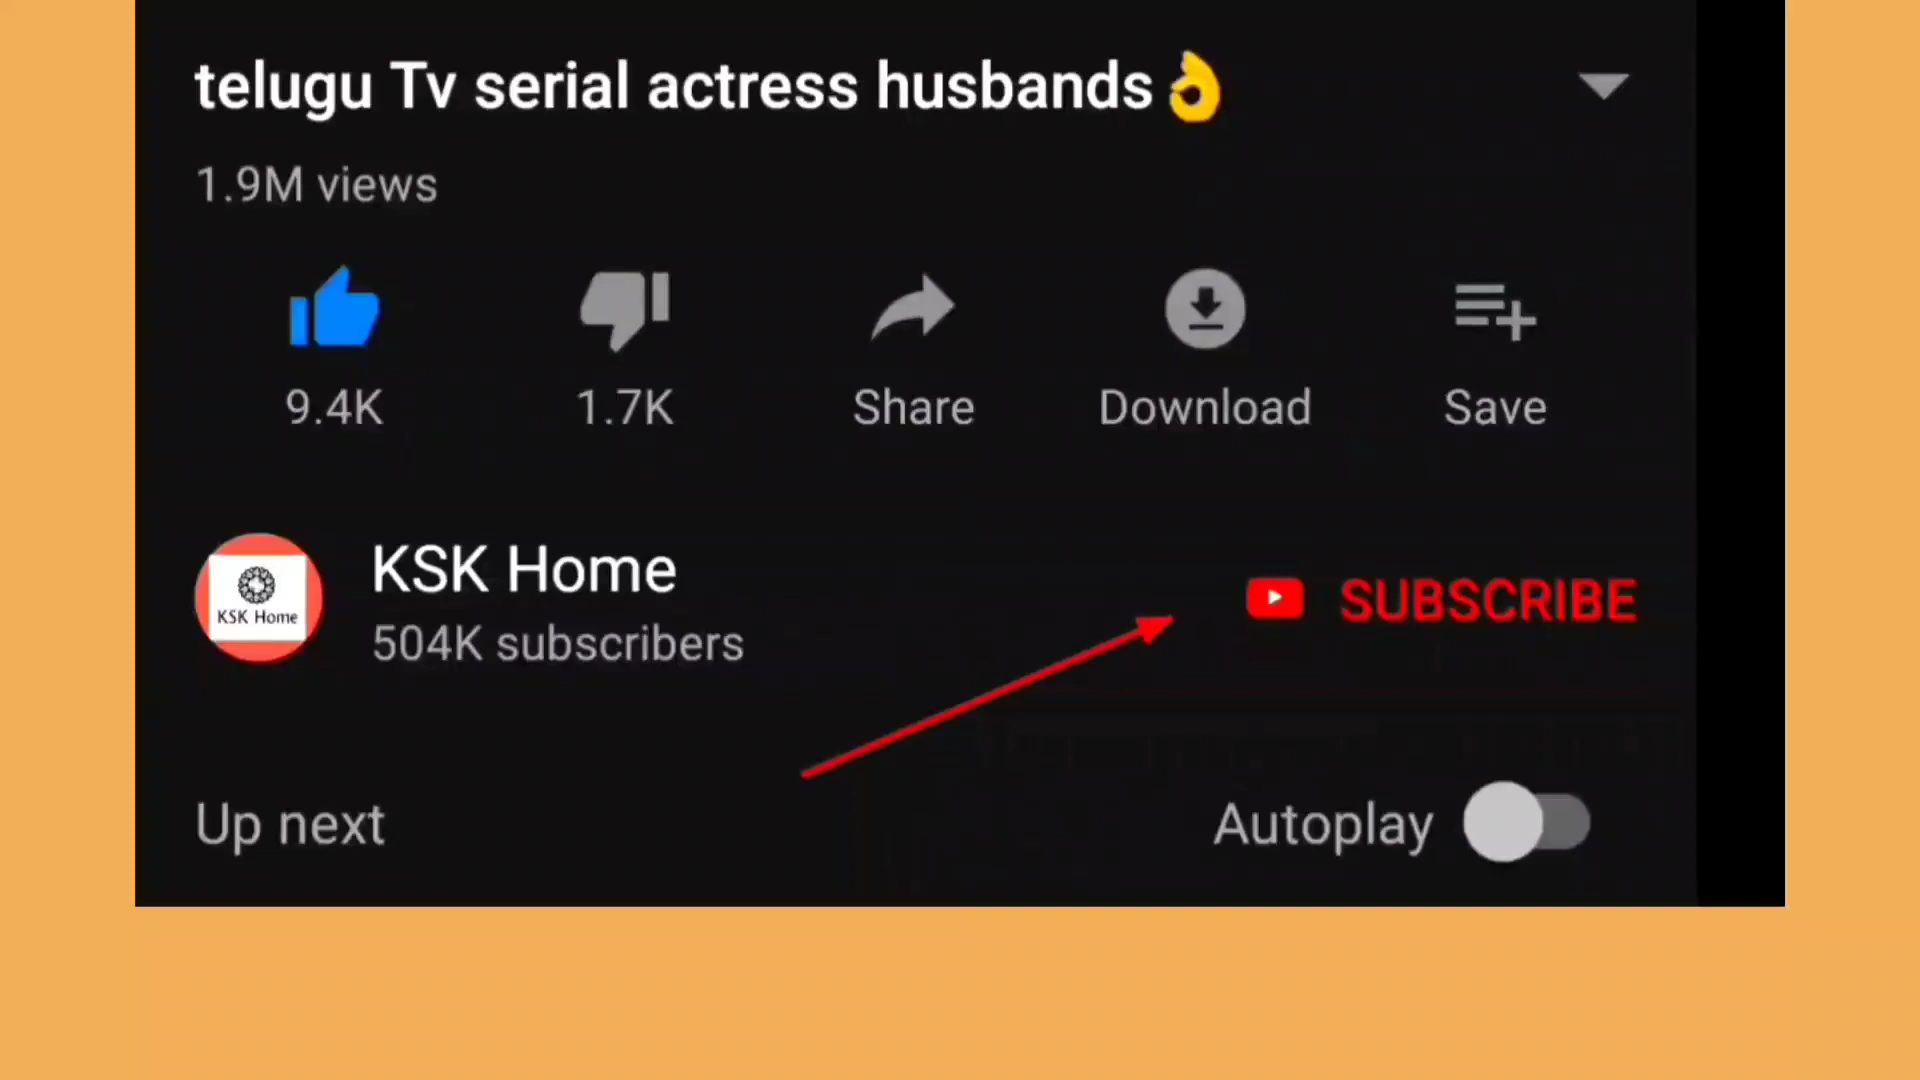 telugu Tv serial actress husbands👌
1.9M views
9.4K 1.7K Share Download Save
KSK Home
KSK Home
504K subscribers
SUBSCRIBE
Up next Autoplay